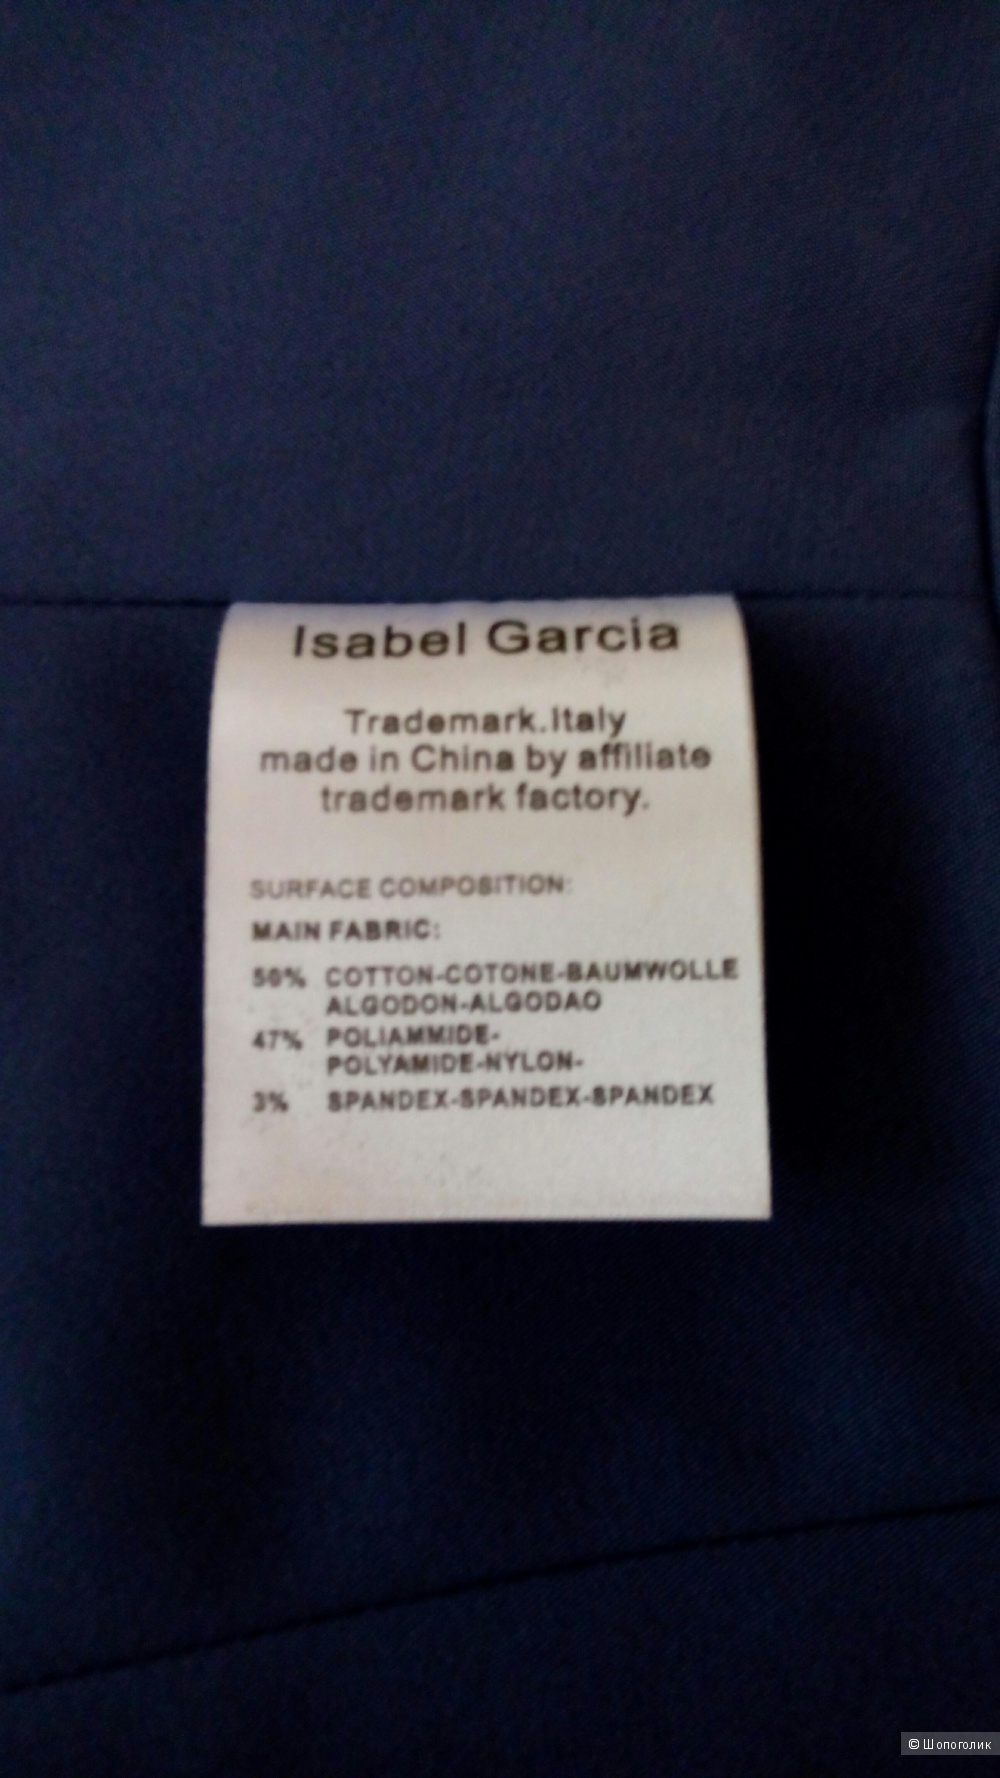 Isabel Garcia
Trademark.Italy
made in China by affiliate
trademark factory.
SURFACE COMPOSITION:
MAIN FABRIC:
50% COTTON-COTONE-BAUMWOLLE
ALGODON-ALGODAO
47% POLIAMMIDE-
POLYAMIDE-NYLON-
3% SPANDEX-SPANDEX-SPANDEX
© Шопоголик